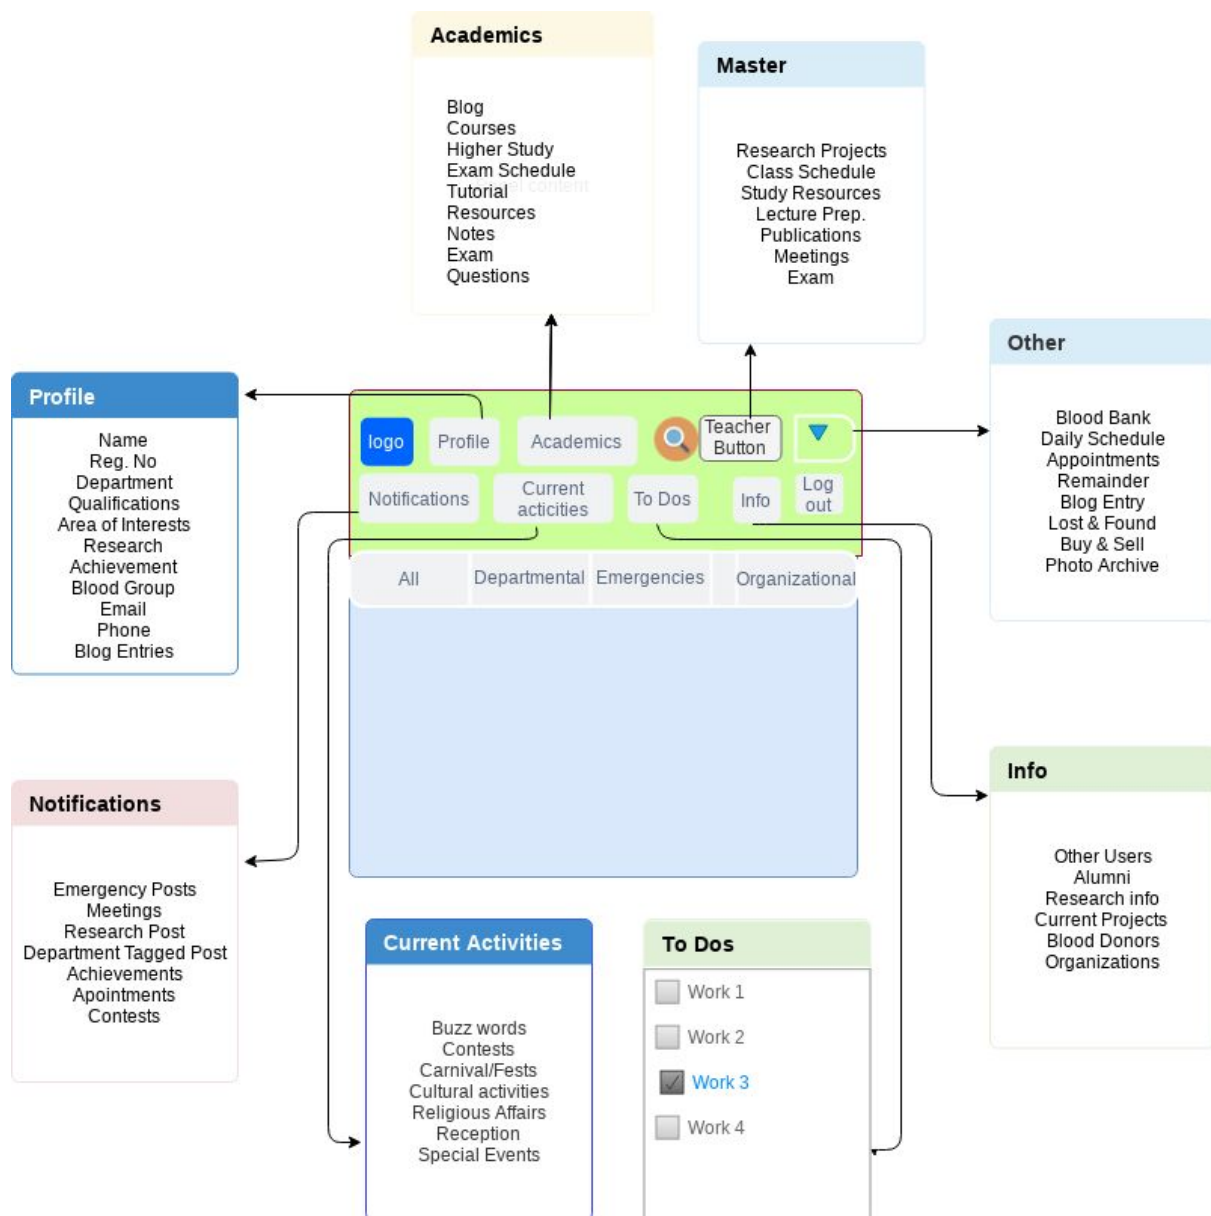 Academics
Blog
Courses
Higher Study
Exam Schedule
Tutorial
Resources
Notes
Exam
Questions
Master
Research Projects
Class Schedule
Study Resources
Lecture Prep.
Publications
Meetings
Exam
Other
Blood Bank
Daily Schedule
Appointments
Remainder
Blog Entry
Lost & Found
Buy & Sell
Photo Archive
Profile
Name
Reg. No
Department
Qualifications
Area of Interests
Research
Achievement
Blood Group
Email
Phone
Blog Entries
logo
Profile
Academics
Teacher
Button
Notifications
Current
acticities
To Dos
Info
Log
out
All
Departmental
Emergencies
Organizational
Notifications
Emergency Posts
Meetings
Research Post
Department Tagged Post
Achievements
Apointments
Contests
Info
Other Users
Alumni
Research info
Current Projects
Blood Donors
Organizations
Current Activities
Buzz words
Contests
Carnival/Fests
Cultural activities
Religious Affairs
Reception
Special Events
To Dos
Work 1
Work 2
Work 3
Work 4